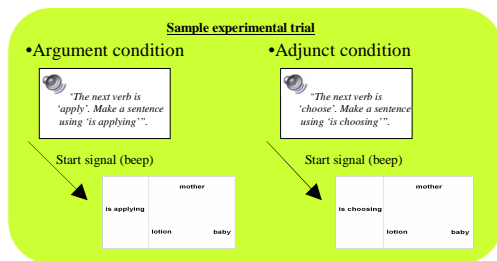 Sample experimental trial
•Argument condition
"The next verb is
'apply'. Make a sentence
using 'is applying'".
Start signal (beep)
mother
is applying
lotion baby
•Adjunct condition
"The next verb is
'choose'. Make a sentence
using 'is choosing'".
Start signal (beep)
mother
is choosing
lotion baby